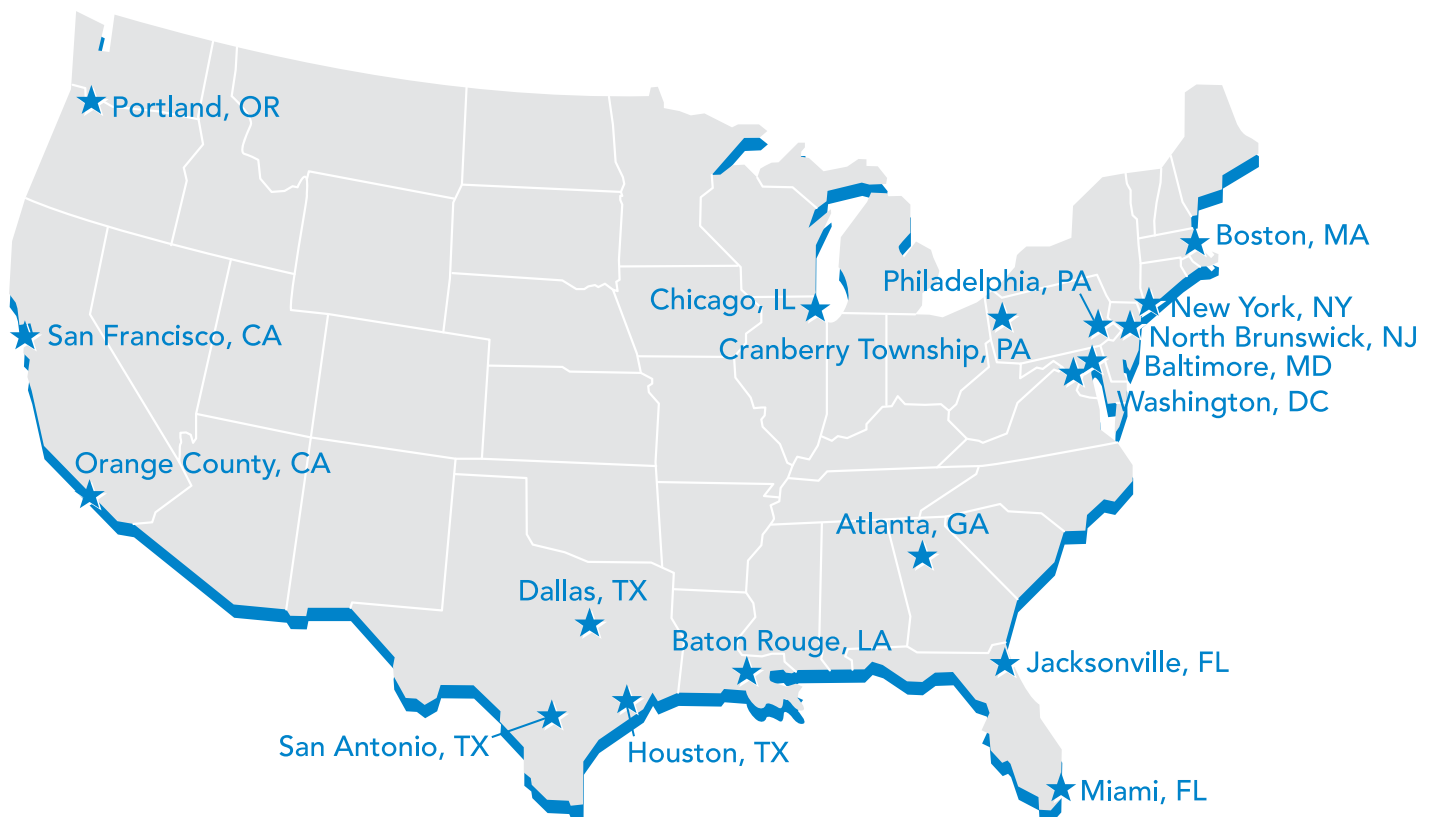 Portland, OR
Boston, MA
Philadelphia, PA
Chicago, IL
New York, NY
San Francisco, CA
North Brunswick, NJ
Cranberry Township, PA
Baltimore, MD
Washington, DC
Orange County, CA
Atlanta, GA
Dallas, TX
Baton Rouge, LA
Jacksonville, FL
San Antonio, TX
Houston, TX
Miami, FL